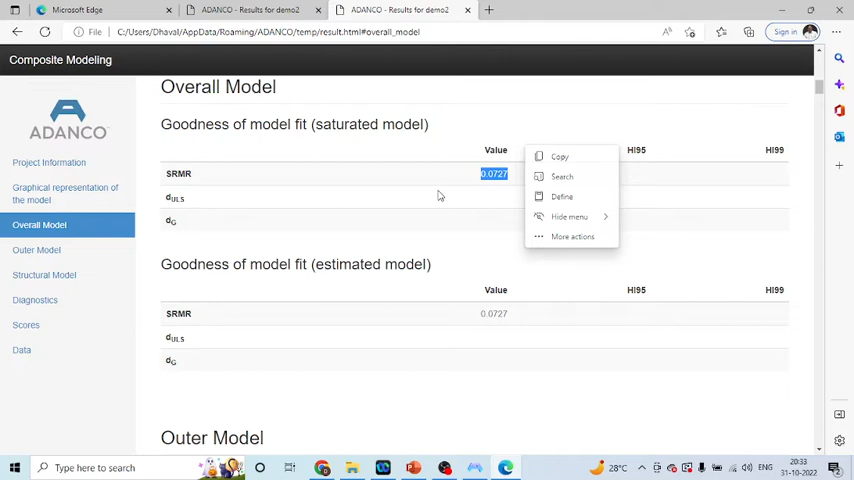 Microsoft Edge
ADANCO - Results for demo2
ADANCO - Results for demo2
File
C:/Users/Dhaval/AppData/Roaming/ADANCO/temp/result.html#overall_model
Sign in
Composite Modeling
ADANCO
Project Information
Graphical representation of
the model
Overall Model
Outer Model
Structural Model
Diagnostics
Scores
Data
Overall Model
Goodness of model fit (saturated model)
Value HI95 HI99
SRMR 0.0727
dULS
dG
Copy
Search
Define
Hide menu
More actions
Goodness of model fit (estimated model)
Value HI95 HI99
SRMR 0.0727
dULS
dG
Outer Model
Type here to search
28°C
ENG
20:33
31-10-2022
2